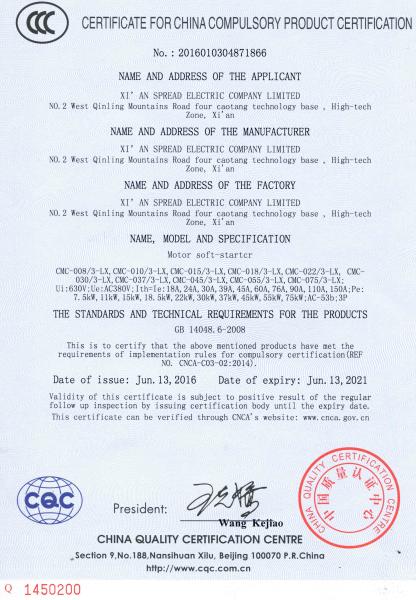 CCC
CERTIFICATE FOR CHINA COMPULSORY PRODUCT CERTIFICATION
No.: 2016010304871866
NAME AND ADDRESS OF THE APPLICANT
XI' AN SPREAD ELECTRIC COMPANY LIMITED
NO.2 West Qinling Mountains Road four caotang technology base , High-tech
Zone, Xi'an
NAME AND ADDRESS OF THE MANUFACTURER
XI' AN SPREAD ELECTRIC COMPANY LIMITED
NO.2 West Qinling Mountains Road four caotang technology base , High-tech
Zone, Xi'an
NAME AND ADDRESS OF THE FACTORY
XI' AN SPREAD ELECTRIC COMPANY LIMITED
NO.2 West Qinling Mountains Road four caotang technology base , High-tech
Zone, Xi'an
NAME, MODEL AND SPECIFICATION
Motor soft-startcr
CMC-008/3-LX, CMC-010/3-LX, CMC-015/3-LX, CMC-018/3-LX, CMC-022/3-LX, CMC-
030/3-LX, CMC-037/3-LX, CMC-045/3-LX, CMC-055/3-LX, CMC-075/3-LX;
Ui:630V;Ue:AC380V;Ith=Ie:18A,24A,30A,39A,45A,60A,76A,90A,110A,150A;Pe:
7.5kW,11kW,15kW,18.5kW,22kW,30kW,37kW,45kW,55kW,75kW;AC-53b;3P
THE STANDARDS AND TECHNICAL REQUIREMENTS FOR THE PRODUCTS
GB 14048.6-2008
This is to certify that the above mentioned products have met the
requirements of implementation rules for compulsory certification(REF
NO. CNCA-C03-02:2014).
Date of issue: Jun.13,2016 Date of expiry: Jun.13,2021
Validity of this certificate is subject to positive result of the regular
follow up inspection by issuing certification body until the expiry date.
This certificate can be verified through CNCA's website: www.cnca.gov.cn
CQC
President:
Wang Kejiao
CHINA QUALITY CERTIFICATION CENTRE
中国质量认证中心
CHINA QUALITY CERTIFICATION CENTRE
Section 9,No.188,Nansihuan Xilu, Beijing 100070 P.R.China
http://www.cqc.com.cn
Q 1450200